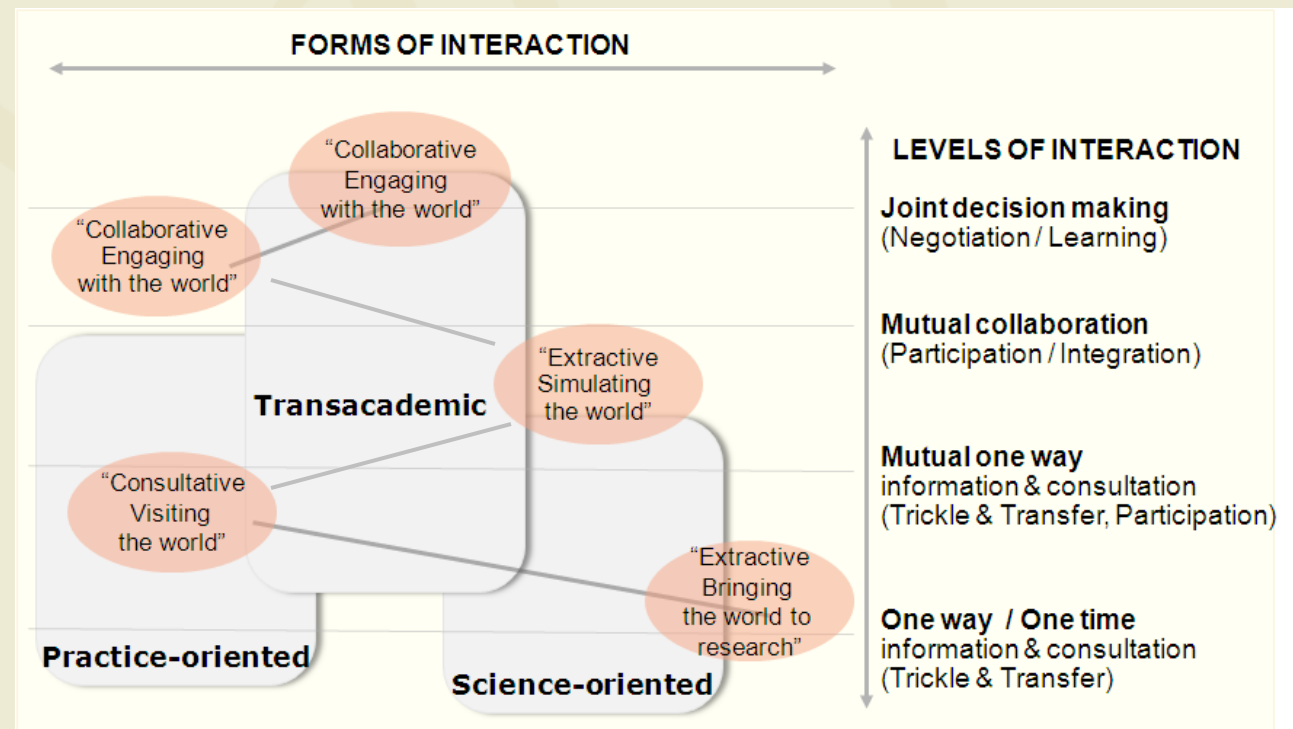 FORMS OF INTERACTION
“Collaborative
Engaging
with the world”
“Collaborative
Engaging
with the world”
“Extractive
Simulating
the world”
Transacademic
“Consultative
Visiting
the world”
“Extractive
Bringing
the world to
research”
Practice-oriented
Science-oriented
LEVELS OF INTERACTION
Joint decision making
(Negotiation / Learning)
Mutual collaboration
(Participation / Integration)
Mutual one way
information & consultation
(Trickle & Transfer, Participation)
One way / One time
information & consultation
(Trickle & Transfer)